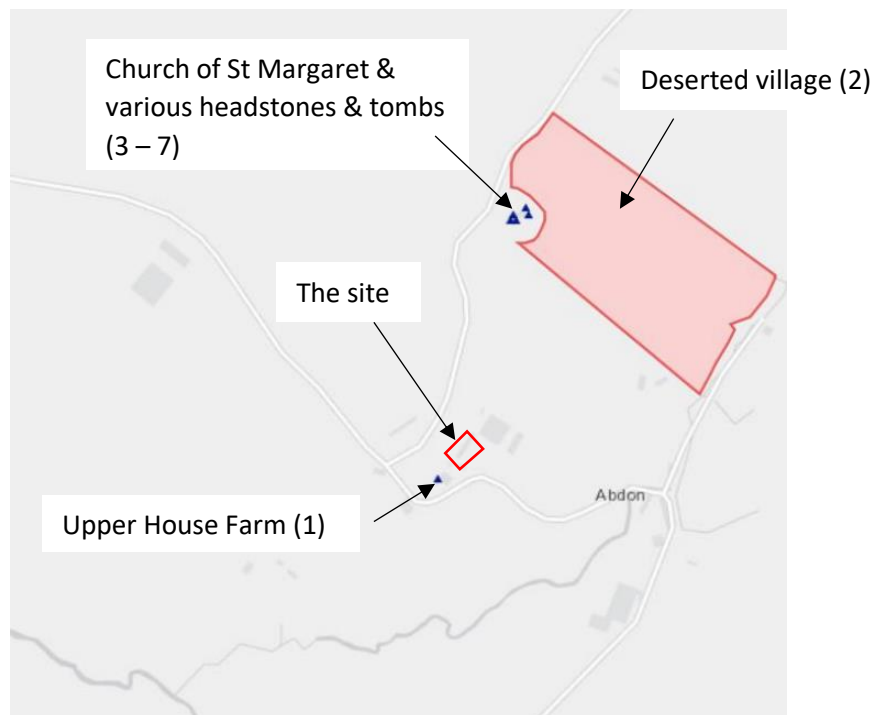 Church of St Margaret &
various headstones & tombs
(3 – 7)
Deserted village (2)
The site
Upper House Farm (1)
Abdon